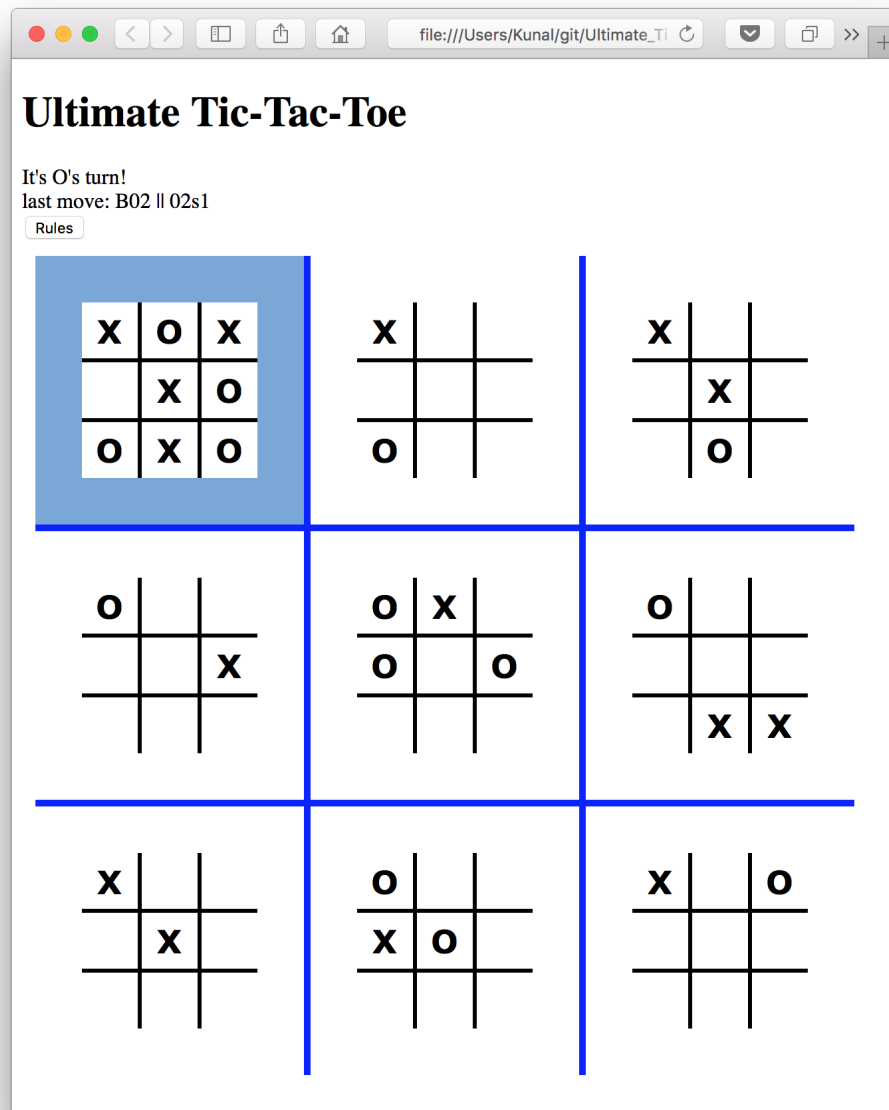 file:///Users/Kunal/git/Ultimate_Ti
Ultimate Tic-Tac-Toe
It's O's turn!
last move: B02 || 02s1
Rules
X O X X X
X O X
O X O O O
O O X O
X O O
X X
X O X O
X X O